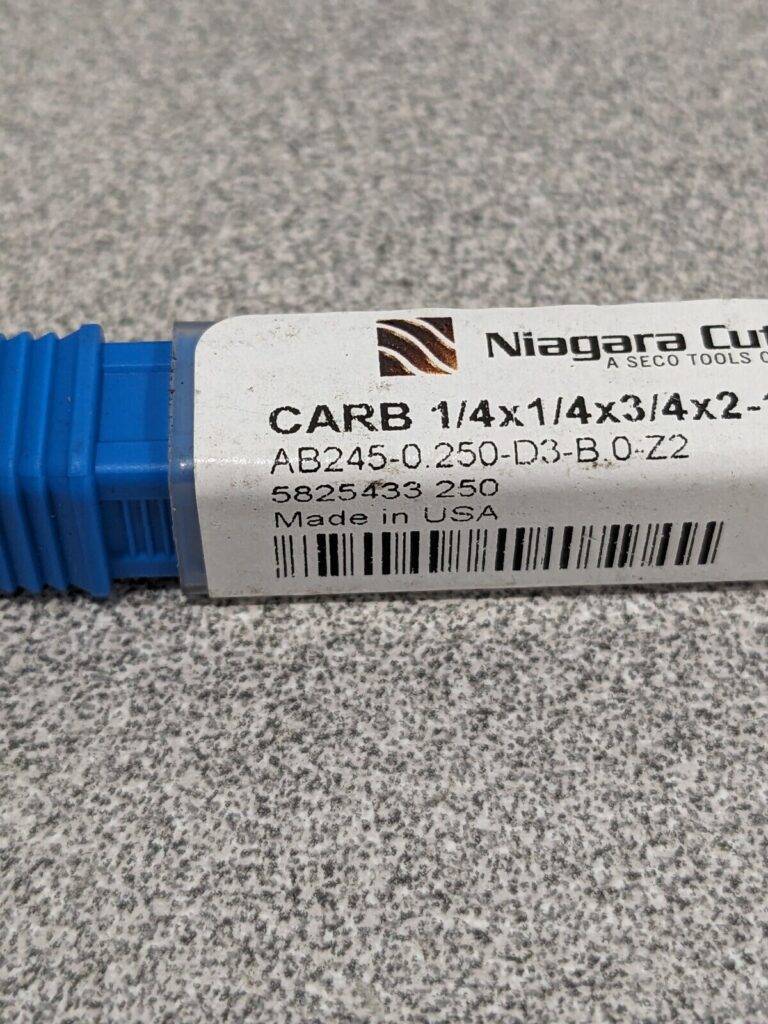 Niagara Cut
A SECO TOOLS C
CARB 1/4x1/4x3/4x2-1
AB245-0.250-D3-B.0-Z2
5825433 250
Made in USA